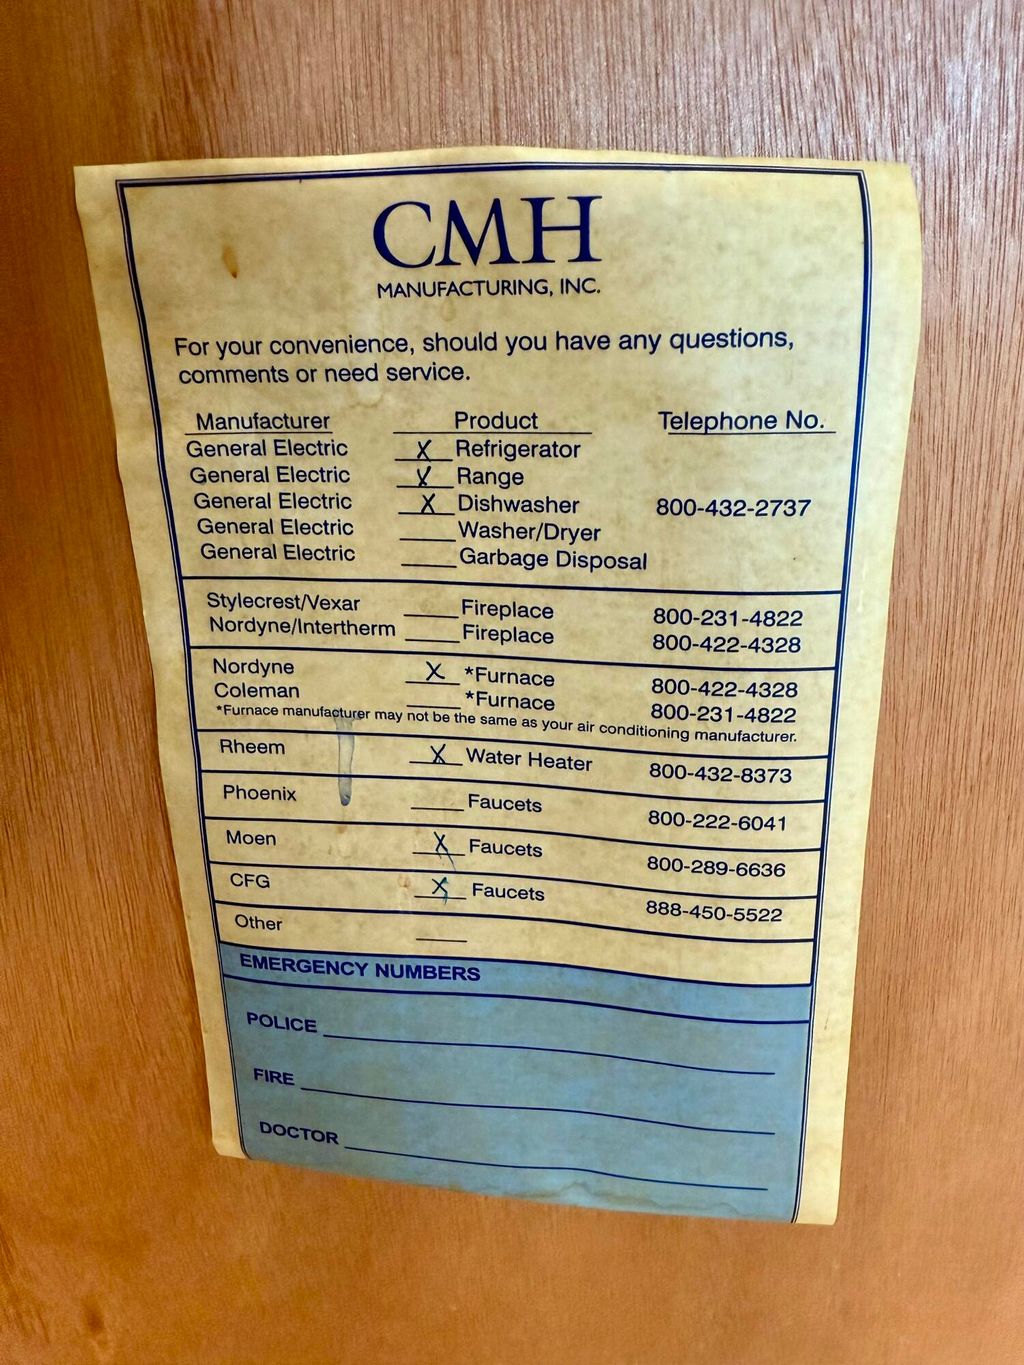 CMH
MANUFACTURING, INC.
For your convenience, should you have any questions,
comments or need service.
Manufacturer Product Telephone No.
General Electric X Refrigerator
General Electric X Range
General Electric X Dishwasher 800-432-2737
General Electric Washer/Dryer
General Electric Garbage Disposal
Stylecrest/Vexar Fireplace 800-231-4822
Nordyne/Intertherm Fireplace 800-422-4328
Nordyne X *Furnace 800-422-4328
Coleman *Furnace 800-231-4822
*Furnace manufacturer may not be the same as your air conditioning manufacturer.
Rheem X Water Heater 800-432-8373
Phoenix Faucets 800-222-6041
Moen X Faucets 800-289-6636
CFG X Faucets 888-450-5522
Other
EMERGENCY NUMBERS
POLICE
FIRE
DOCTOR